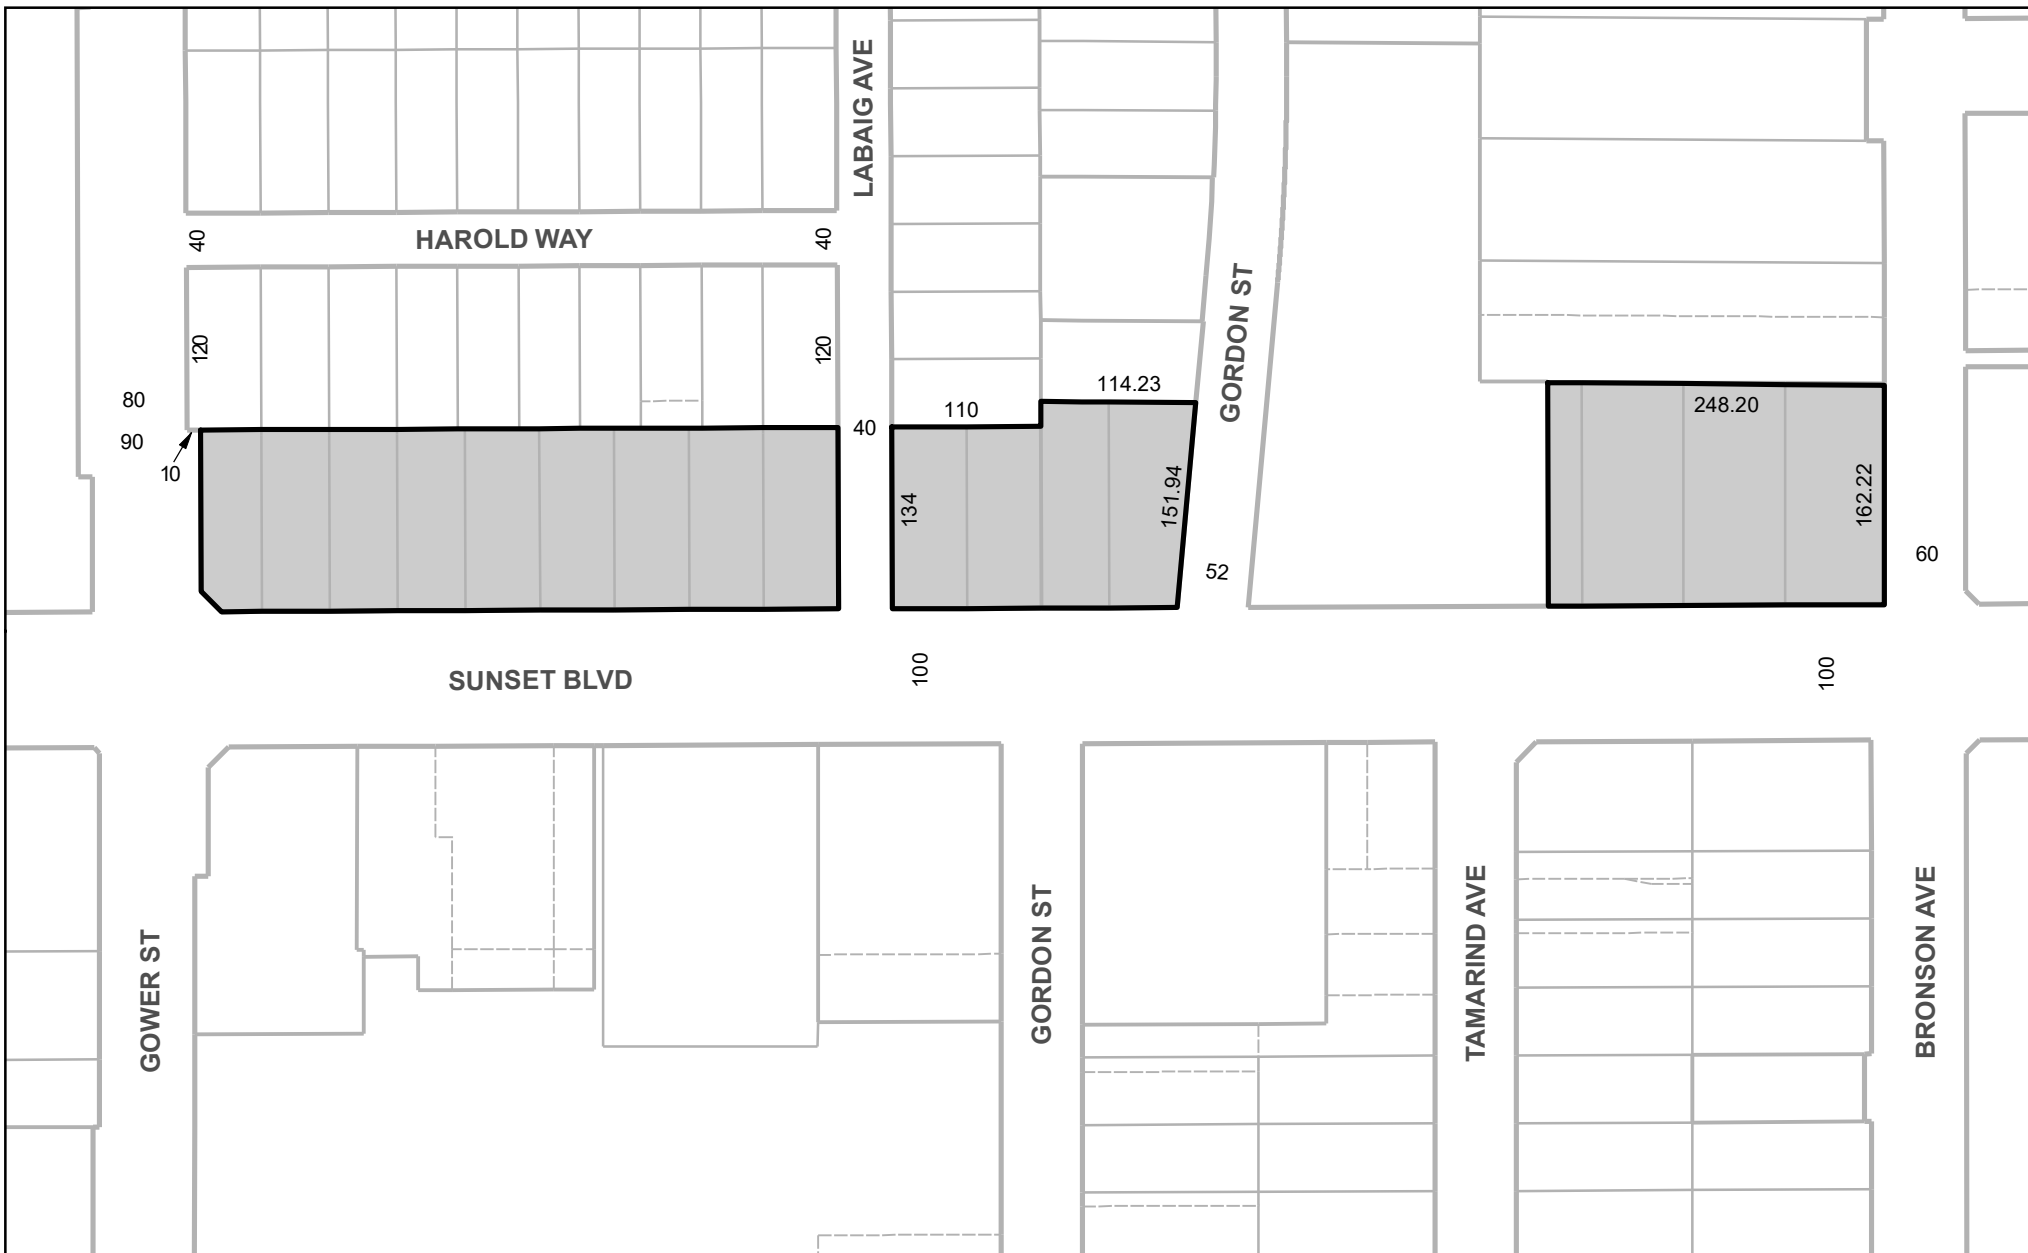 LABAIG AVE
40
HAROLD WAY
40
120
120
GORDON ST
80
90
10
114.23
110
40
248.20
134
151.94
162.22
52
60
SUNSET BLVD
100
100
GOWER ST
GORDON ST
TAMARIND AVE
BRONSON AVE